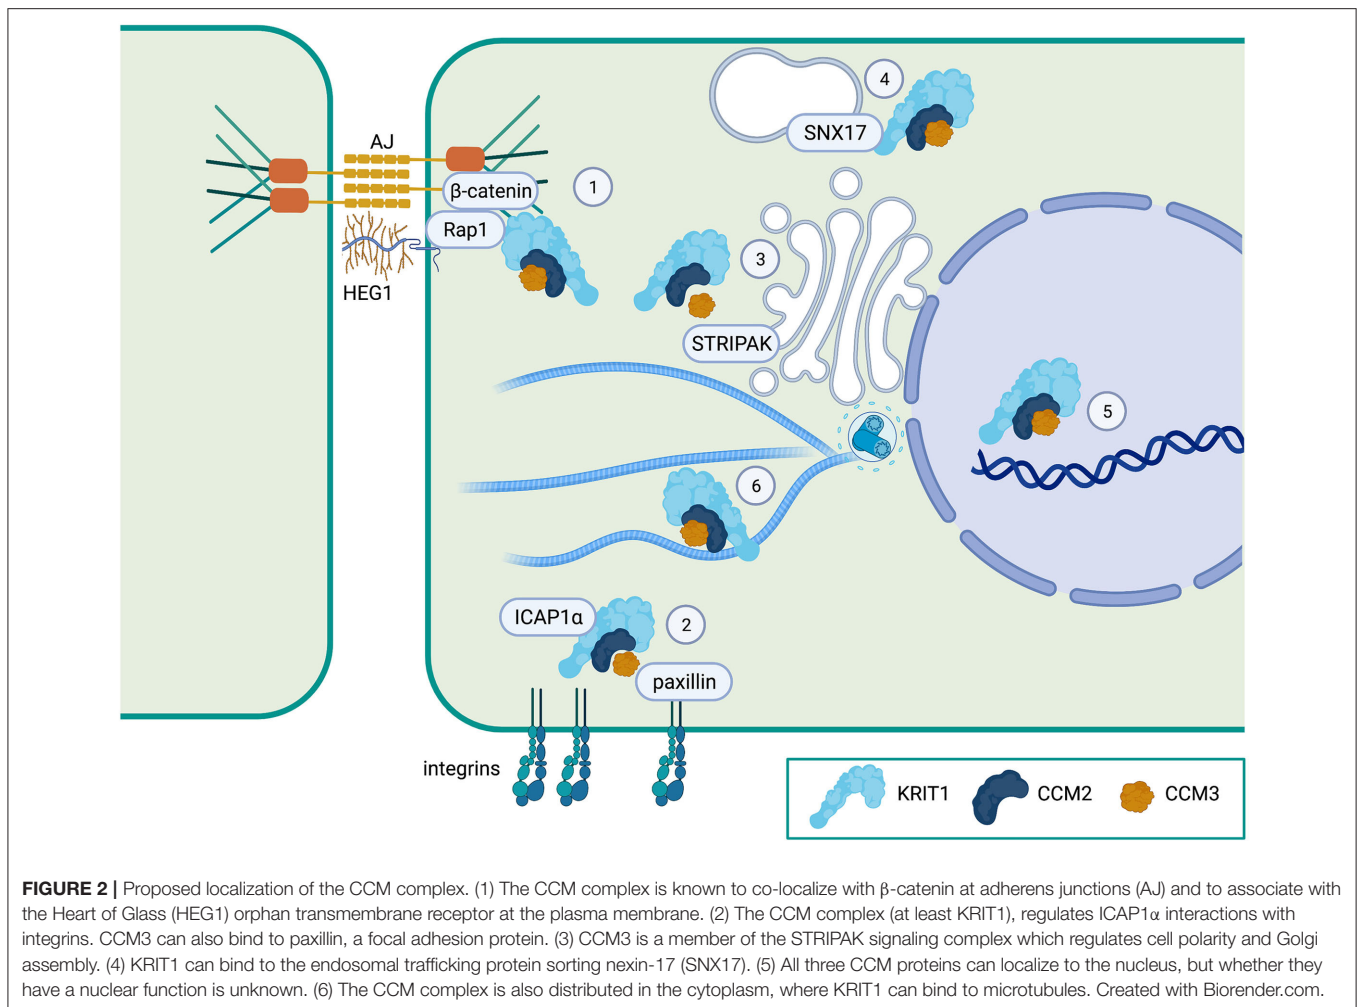 4
SNX17
AJ
β-catenin
1
Rap1
3
HEG1
STRIPAK
5
6
ICAP1α
2
paxillin
integrins
KRIT1
CCM2
CCM3
FIGURE 2 | Proposed localization of the CCM complex. (1) The CCM complex is known to co-localize with β-catenin at adherens junctions (AJ) and to associate with
the Heart of Glass (HEG1) orphan transmembrane receptor at the plasma membrane. (2) The CCM complex (at least KRIT1), regulates ICAP1α interactions with
integrins. CCM3 can also bind to paxillin, a focal adhesion protein. (3) CCM3 is a member of the STRIPAK signaling complex which regulates cell polarity and Golgi
assembly. (4) KRIT1 can bind to the endosomal trafficking protein sorting nexin-17 (SNX17). (5) All three CCM proteins can localize to the nucleus, but whether they
have a nuclear function is unknown. (6) The CCM complex is also distributed in the cytoplasm, where KRIT1 can bind to microtubules. Created with Biorender.com.